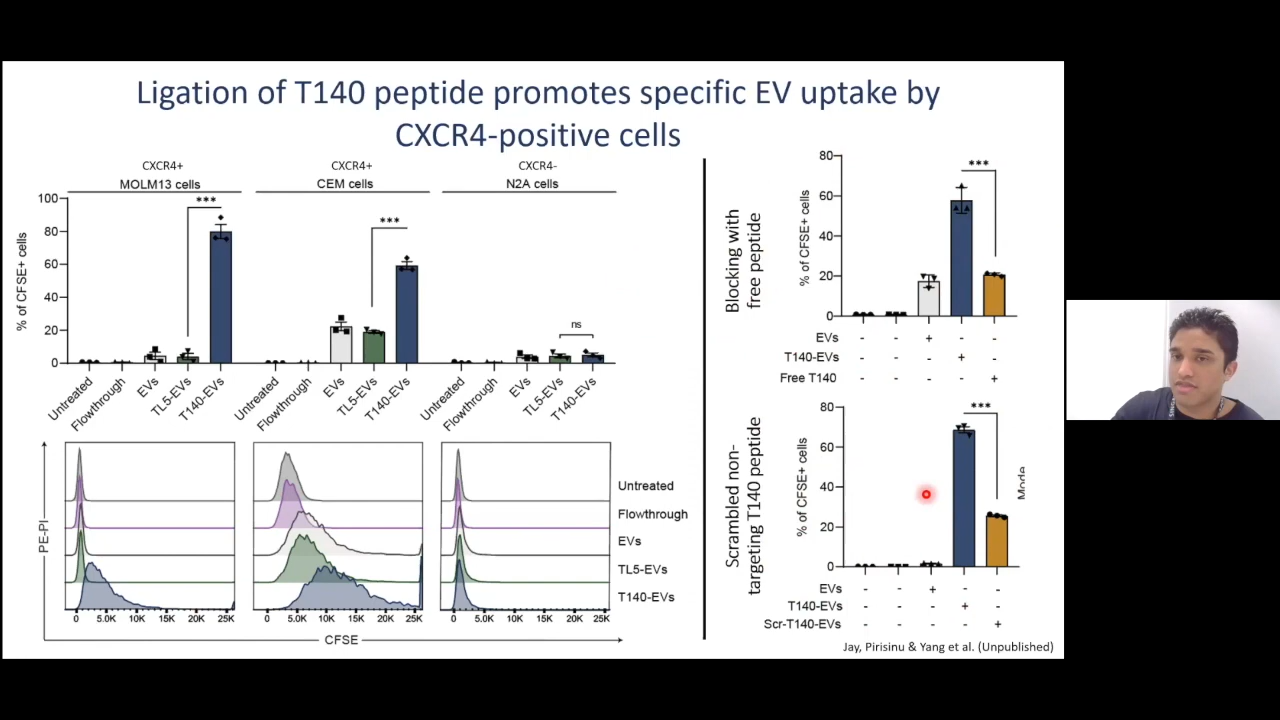 Ligation of T140 peptide promotes specific EV uptake by
CXCR4-positive cells
CXCR4+
MOLM13 cells
CXCR4+
CEM cells
CXCR4-
N2A cells
% of CFSE+ cells
100
80
60
40
20
0
***
***
ns
Untreated
Flowthrough
EVs
TL5-EVs
T140-EVs
Untreated
Flowthrough
EVs
TL5-EVs
T140-EVs
Untreated
Flowthrough
EVs
TL5-EVs
T140-EVs
PE-PI
Untreated
Flowthrough
EVs
TL5-EVs
T140-EVs
0 5.0K 10K 15K 20K 25K
0 5.0K 10K 15K 20K 25K
0 5.0K 10K 15K 20K 25K
CFSE
Blocking with
free peptide
% of CFSE+ cells
80
60
40
20
0
***
EVs - - + - -
T140-EVs - - - + -
Free T140 - - - - +
Scrambled non-
targeting T140 peptide
% of CFSE+ cells
80
60
40
20
0
***
EVs - - + - -
T140-EVs - - - + -
Scr-T140-EVs - - - - +
Jay, Pirisinu & Yang et al. (Unpublished)